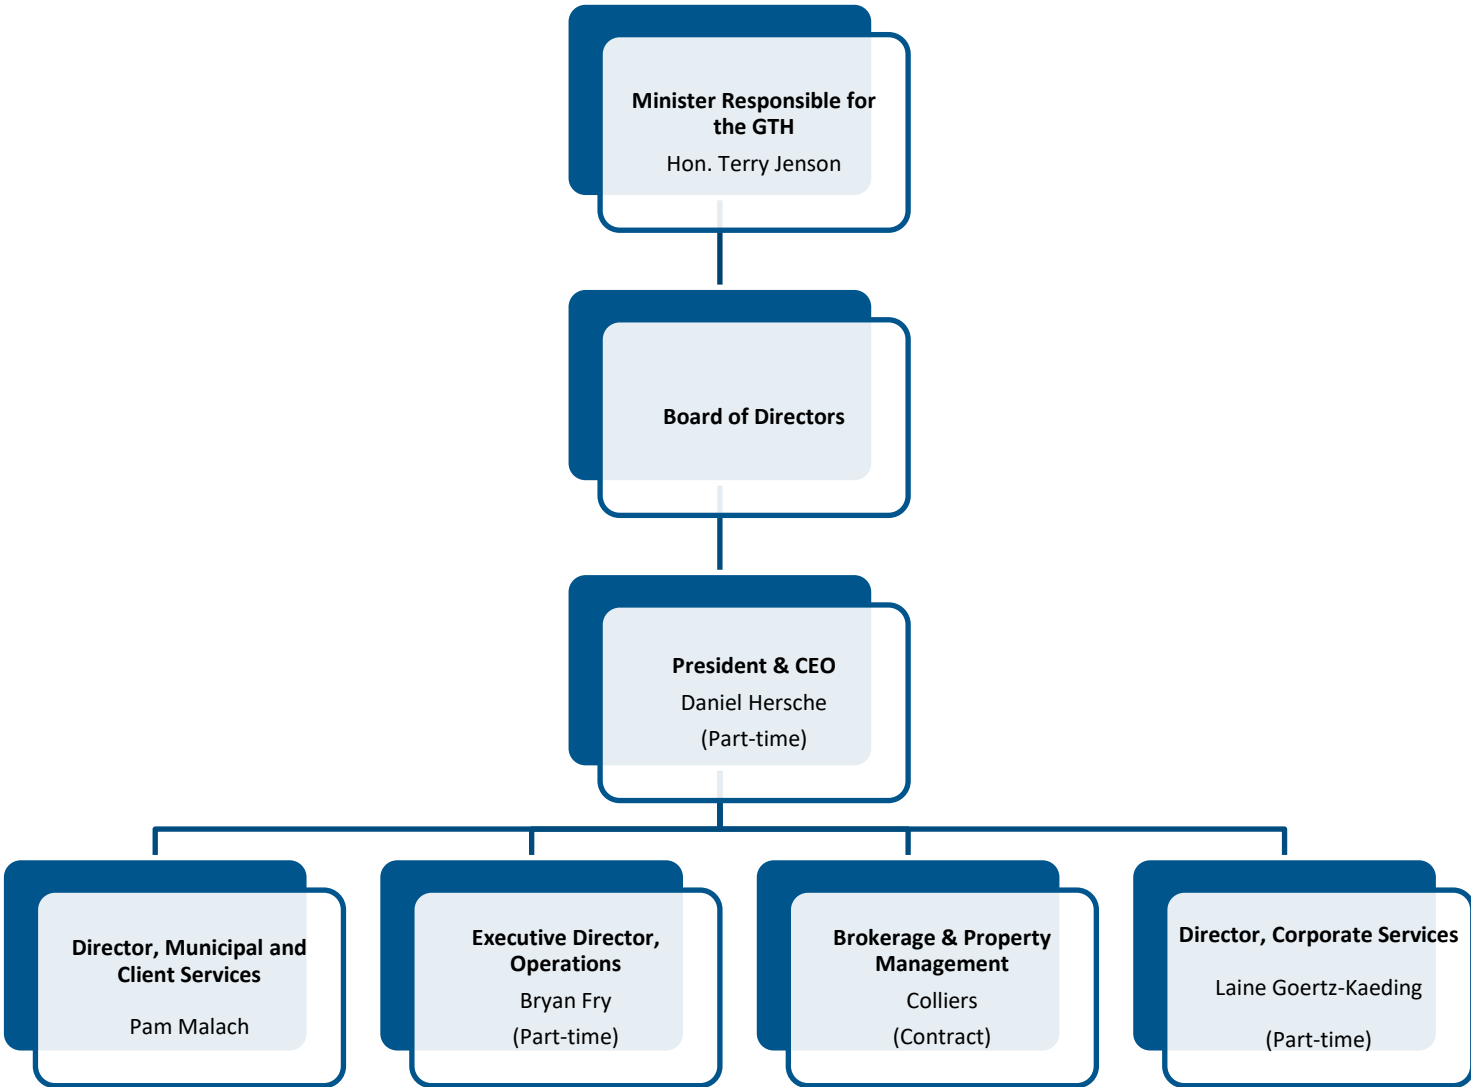 Minister Responsible for
the GTH
Hon. Terry Jenson
Board of Directors
President & CEO
Daniel Hersche
(Part-time)
Director, Municipal and
Client Services
Pam Malach
Executive Director,
Operations
Bryan Fry
(Part-time)
Brokerage & Property
Management
Colliers
(Contract)
Director, Corporate Services
Laine Goertz-Kaeding
(Part-time)